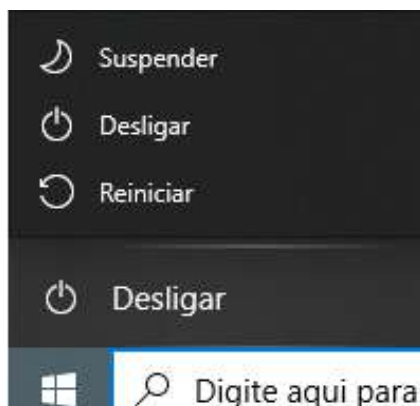 Suspender
Desligar
Reiniciar
Desligar
Digite aqui para